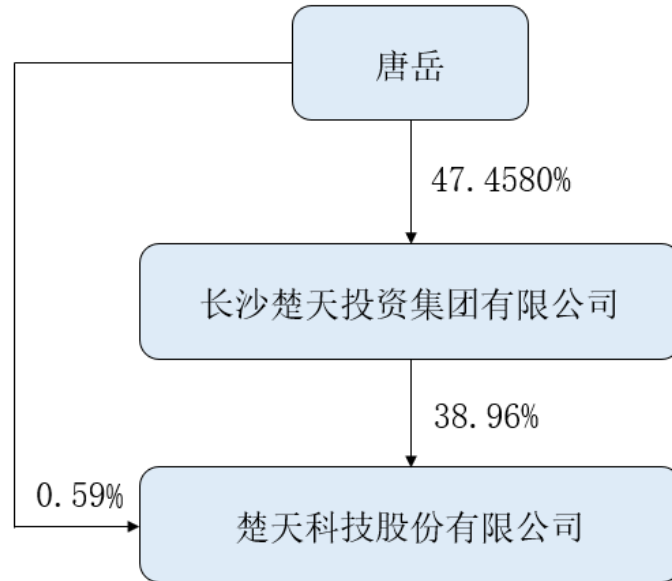 唐岳
47.4580%
长沙楚天投资集团有限公司
38.96%
0.59%
楚天科技股份有限公司